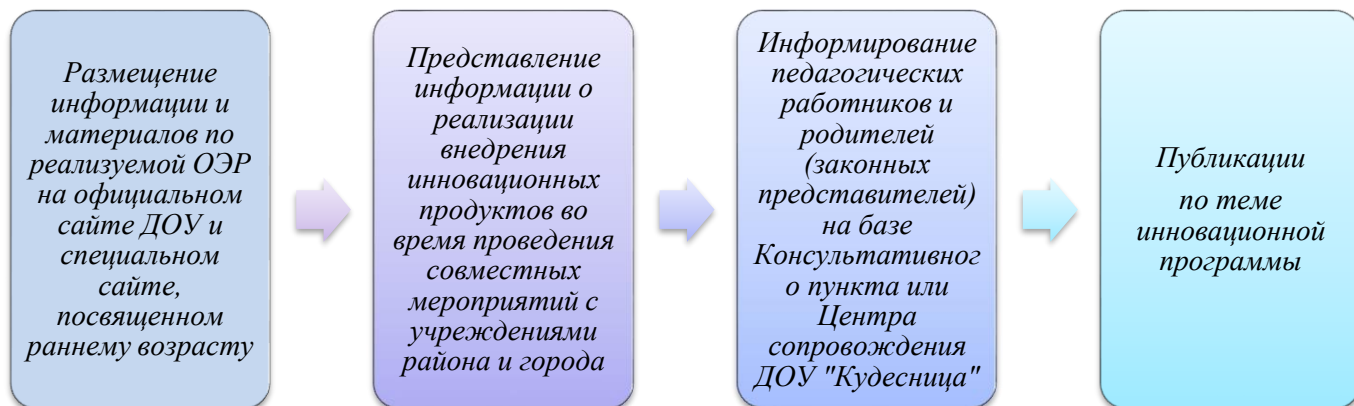 Размещение
информации и
материалов по
реализуемой ОЭР
на официальном
сайте ДОУ и
специальном
сайте,
посвященном
раннему возрасту
Представление
информации о
реализации
внедрения
инновационных
продуктов во
время проведения
совместных
мероприятий с
учреждениями
района и города
Информирование
педагогических
работников и
родителей
(законных
представителей)
на базе
Консультативног
о пункта или
Центра
сопровождения
ДОУ "Кудесница"
Публикации
по теме
инновационной
программы